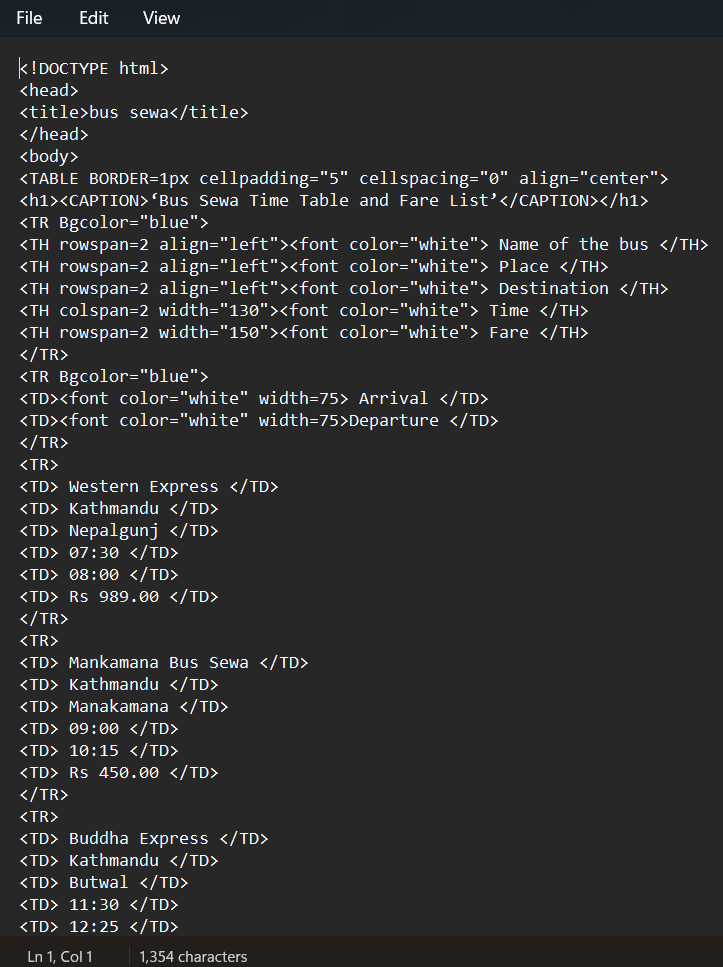 File Edit View
<!DOCTYPE html>
<head>
<title>bus sewa</title>
</head>
<body>
<TABLE BORDER=1px cellpadding="5" cellspacing="0" align="center">
<h1><CAPTION>‘Bus Sewa Time Table and Fare List’</CAPTION></h1>
<TR Bgcolor="blue">
<TH rowspan=2 align="left"><font color="white"> Name of the bus </TH>
<TH rowspan=2 align="left"><font color="white"> Place </TH>
<TH rowspan=2 align="left"><font color="white"> Destination </TH>
<TH colspan=2 width="130"><font color="white"> Time </TH>
<TH rowspan=2 width="150"><font color="white"> Fare </TH>
</TR>
<TR Bgcolor="blue">
<TD><font color="white" width=75> Arrival </TD>
<TD><font color="white" width=75>Departure </TD>
</TR>
<TR>
<TD> Western Express </TD>
<TD> Kathmandu </TD>
<TD> Nepalgunj </TD>
<TD> 07:30 </TD>
<TD> 08:00 </TD>
<TD> Rs 989.00 </TD>
</TR>
<TR>
<TD> Mankamana Bus Sewa </TD>
<TD> Kathmandu </TD>
<TD> Manakamana </TD>
<TD> 09:00 </TD>
<TD> 10:15 </TD>
<TD> Rs 450.00 </TD>
</TR>
<TR>
<TD> Buddha Express </TD>
<TD> Kathmandu </TD>
<TD> Butwal </TD>
<TD> 11:30 </TD>
<TD> 12:25 </TD>
Ln 1, Col 1 1,354 characters